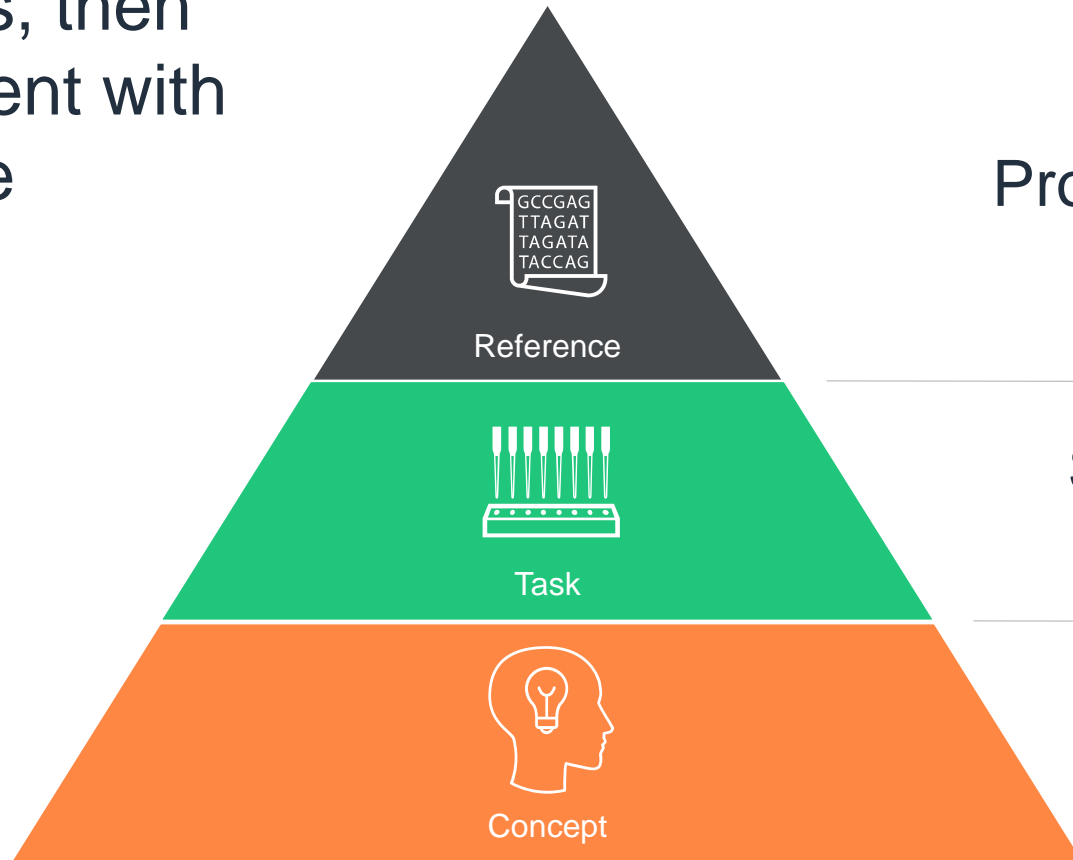 s, then
ent with
e
Pro
GCCGAG
TTAGAT
TAGATA
TACCAG
Reference
Task
Concept